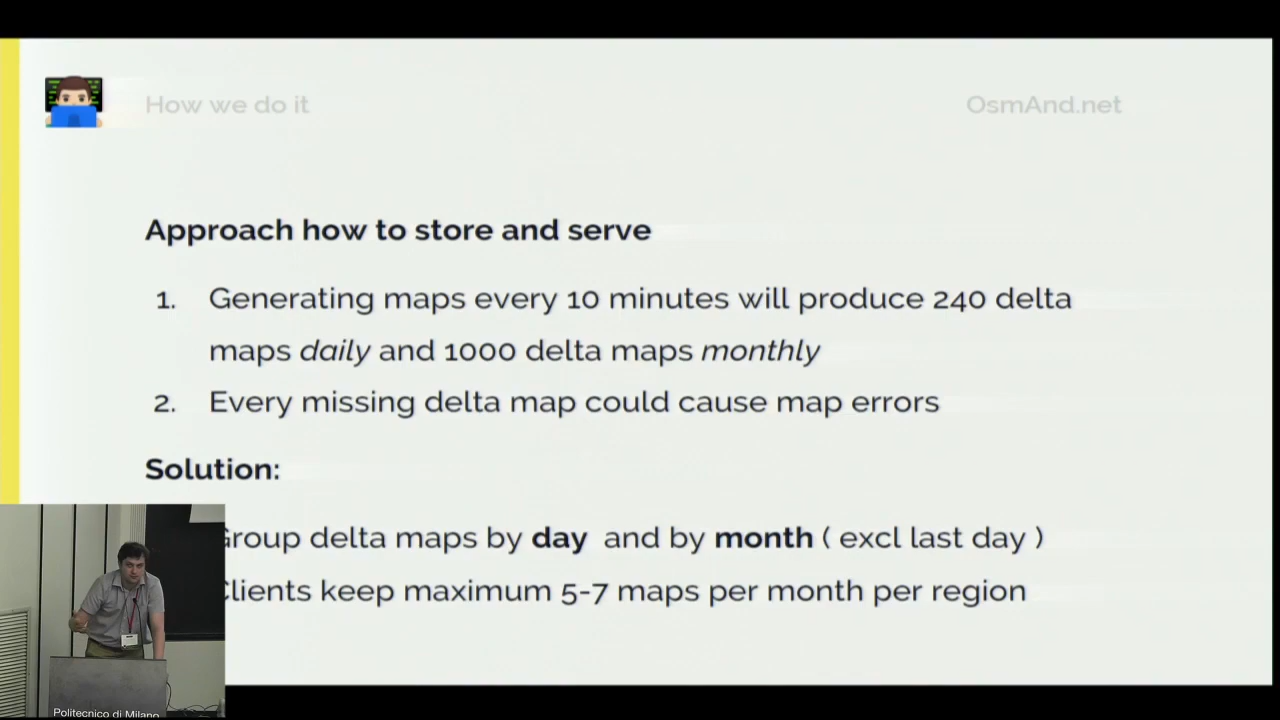 How we do it
OsmAnd.net
Approach how to store and serve
1. Generating maps every 10 minutes will produce 240 delta
maps daily and 1000 delta maps monthly
2. Every missing delta map could cause map errors
Solution:
Group delta maps by day and by month ( excl last day )
Clients keep maximum 5-7 maps per month per region
Politecnico di Milano